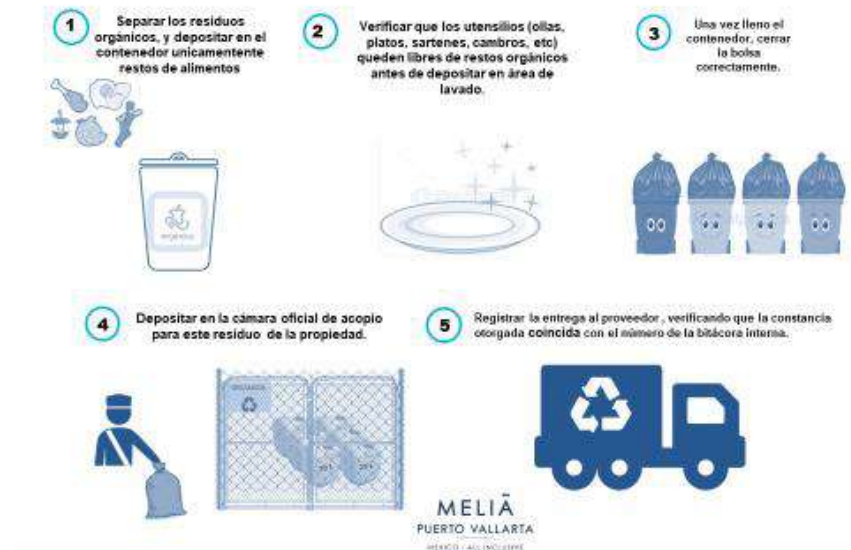 1
Separar los residuos
orgánicos, y depositar en el
contenedor unicamentente
restos de alimentos
2
Verificar que los utensilios (ollas,
platos, sartenes, cambros, etc)
queden libres de restos orgánicos
antes de depositar en área de
lavado.
3
Una vez lleno el
contenedor, cerrar
la bolsa
correctamente.
4
Depositar en la cámara oficial de acopio
para este residuo de la propiedad.
5
Registrar la entrega al proveedor, verificando que la constancia
otorgada coincida con el número de la bitácora interna.
MELIÃ
PUERTO VALLARTA
MÉXICO | ALL INCLUSIVE